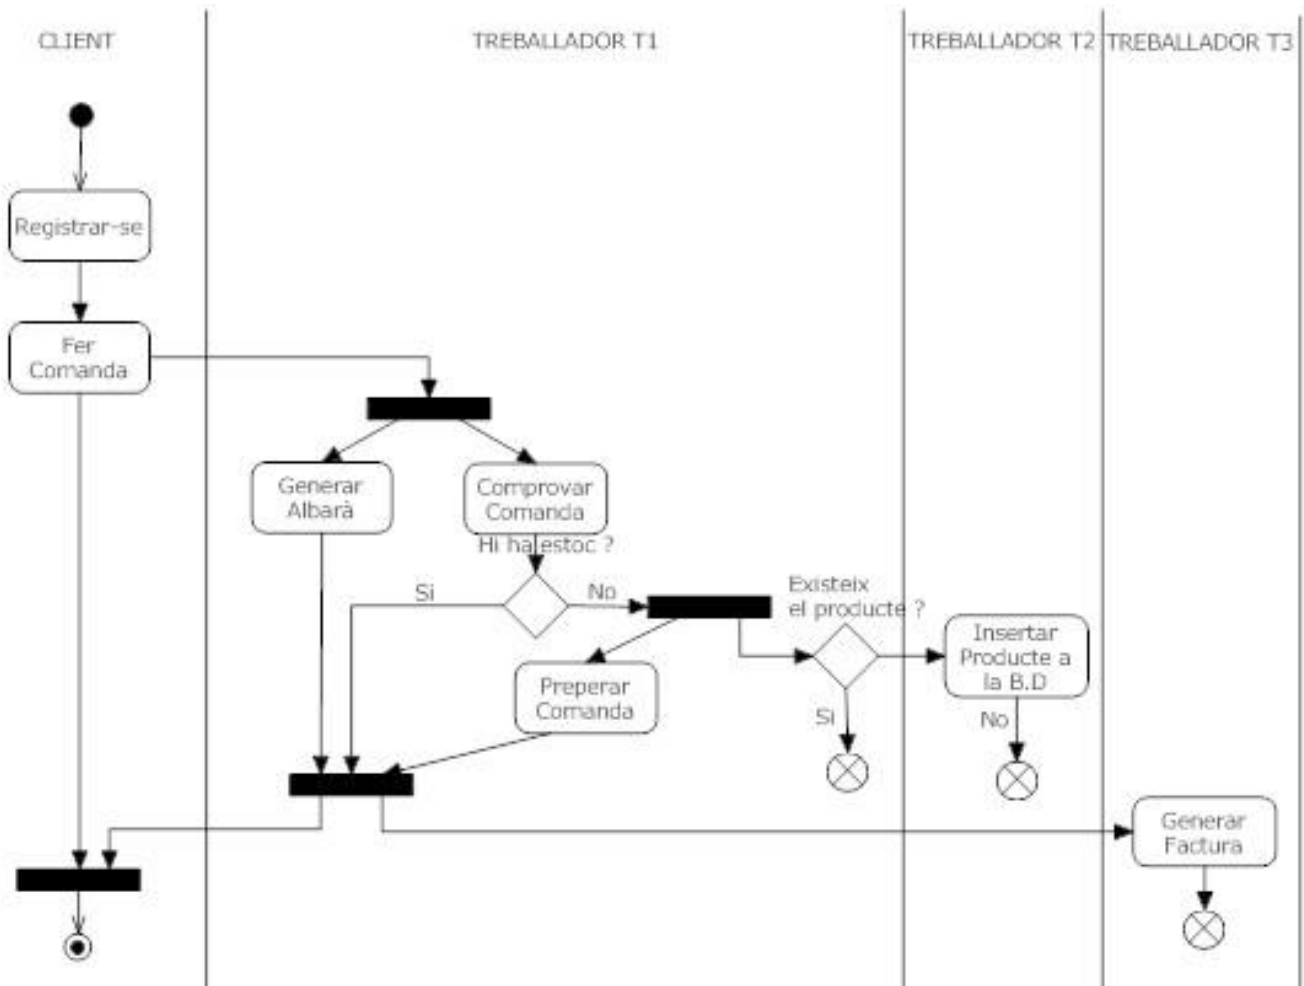 CLIENT
TREBALLADOR T1
TREBALLADOR T2
TREBALLADOR T3
Registrar-se
Fer
Comanda
Generar
Albarà
Comprovar
Comanda
Hi ha estoc ?
Si
No
Existeix
el producte ?
Insertar
Producte a
la B.D
Preperar
Comanda
Si
No
Generar
Factura